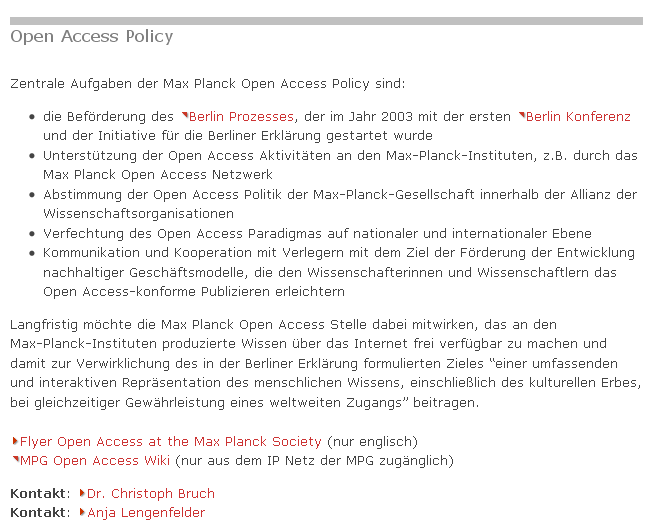 Open Access Policy
Zentrale Aufgaben der Max Planck Open Access Policy sind:
die Beförderung des Berlin Prozesses, der im Jahr 2003 mit der ersten Berlin Konferenz
und der Initiative für die Berliner Erklärung gestartet wurde
Unterstützung der Open Access Aktivitäten an den Max-Planck-Instituten, z.B. durch das
Max Planck Open Access Netzwerk
Abstimmung der Open Access Politik der Max-Planck-Gesellschaft innerhalb der Allianz der
Wissenschaftsorganisationen
Verfechtung des Open Access Paradigmas auf nationaler und internationaler Ebene
Kommunikation und Kooperation mit Verlegern mit dem Ziel der Förderung der Entwicklung
nachhaltiger Geschäftsmodelle, die den Wissenschafterinnen und Wissenschaftlern das
Open Access-konforme Publizieren erleichtern
Langfristig möchte die Max Planck Open Access Stelle dabei mitwirken, das an den
Max-Planck-Instituten produzierte Wissen über das Internet frei verfügbar zu machen und
damit zur Verwirklichung des in der Berliner Erklärung formulierten Zieles “einer umfassenden
und interaktiven Repräsentation des menschlichen Wissens, einschließlich des kulturellen Erbes,
bei gleichzeitiger Gewährleistung eines weltweiten Zugangs” beitragen.
Flyer Open Access at the Max Planck Society (nur englisch)
MPG Open Access Wiki (nur aus dem IP Netz der MPG zugänglich)
Kontakt: Dr. Christoph Bruch
Kontakt: Anja Lengenfelder